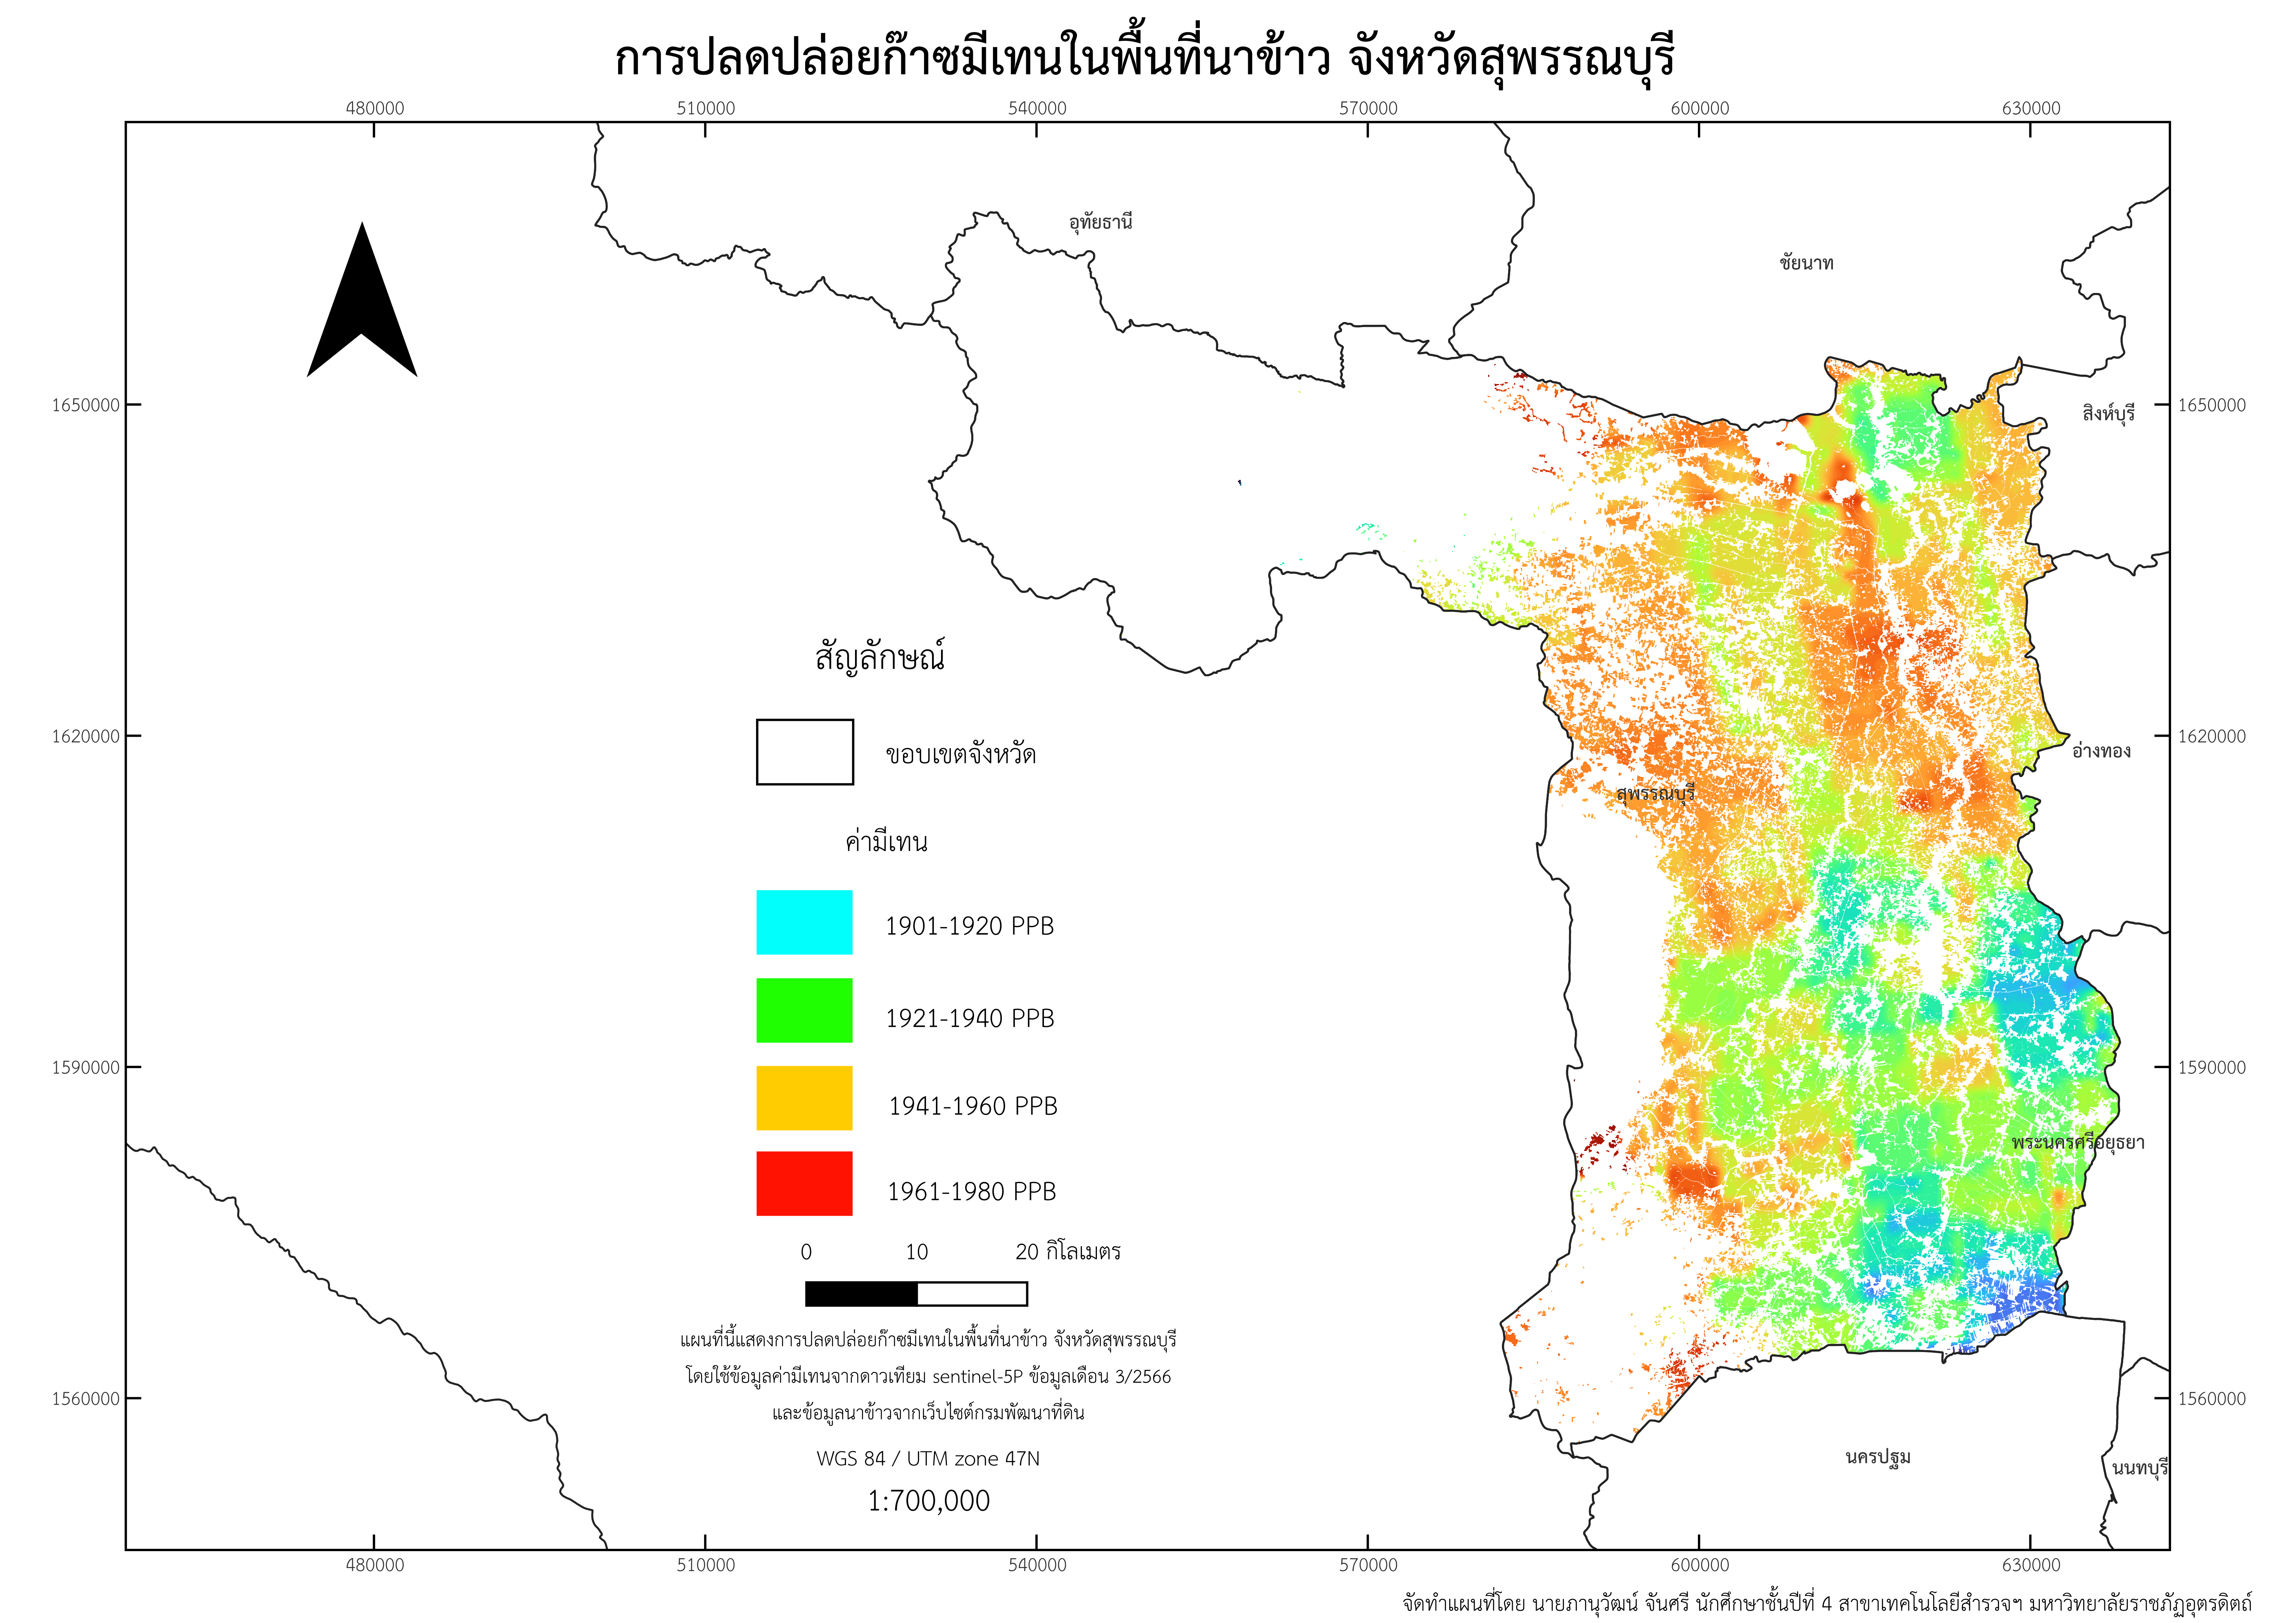 การปลดปล่อยก๊าซมีเทนในพื้นที่นาข้าว จังหวัดสุพรรณบุรี
480000 510000 540000 570000 600000 630000
อุทัยธานี
ชัยนาท
1650000 1650000
สิงห์บุรี
สัญลักษณ์
1620000 1620000
ขอบเขตจังหวัด
อ่างทอง
สุพรรณบุรี
ค่ามีเทน
1901-1920 PPB
1921-1940 PPB
1590000 1590000
1941-1960 PPB
พระนครศรีอยุธยา
1961-1980 PPB
0 10 20 กิโลเมตร
แผนที่นี้แสดงการปลดปล่อยก๊าซมีเทนในพื้นที่นาข้าว จังหวัดสุพรรณบุรี
โดยใช้ข้อมูลค่ามีเทนจากดาวเทียม sentinel-5P ข้อมูลเดือน 3/2566
1560000 1560000
และข้อมูลนาข้าวจากเว็บไซต์กรมพัฒนาที่ดิน
WGS 84 / UTM zone 47N
นครปฐม
นนทบุรี
1:700,000
480000 510000 540000 570000 600000 630000
จัดทำแผนที่โดย นายภานุวัฒน์ จันศรี นักศึกษาชั้นปีที่ 4 สาขาเทคโนโลยีสำรวจฯ มหาวิทยาลัยราชภัฏอุตรดิตถ์